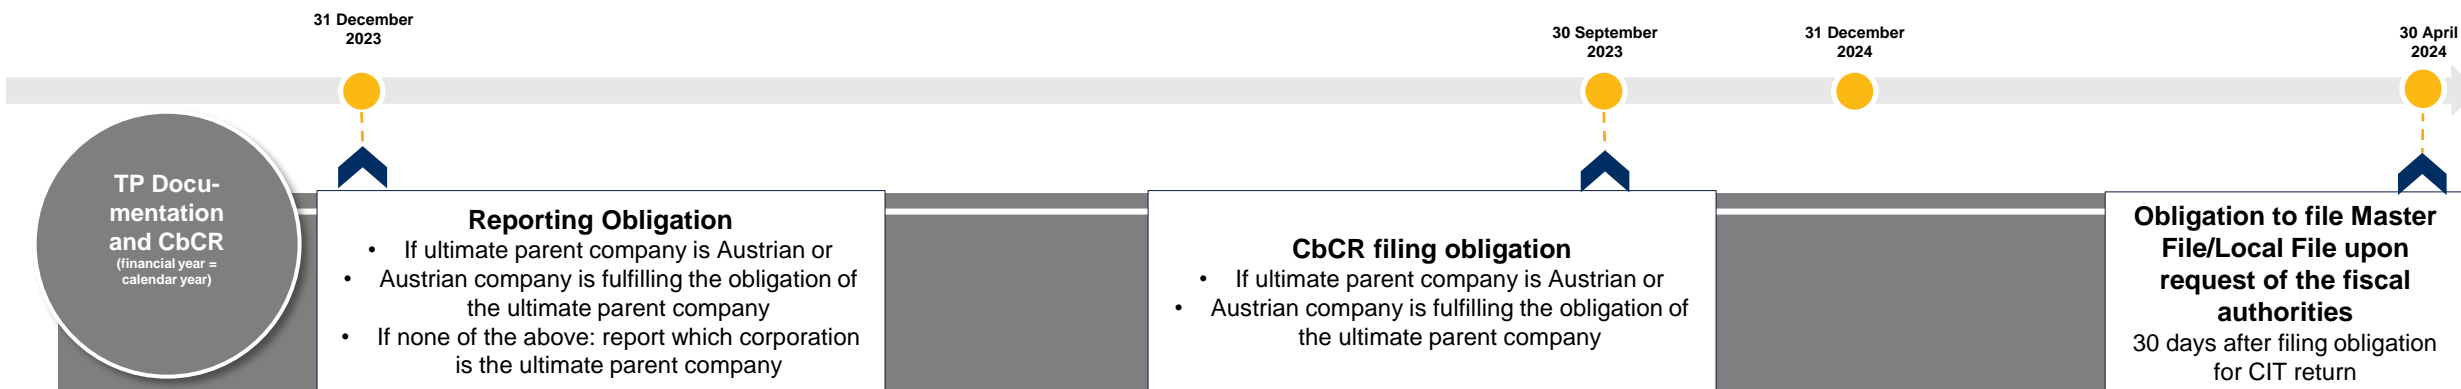 31 December
2023
30 September
2023
31 December
2024
30 April
2024
TP Docu-
mentation
and CbCR
(financial year =
calendar year)
Reporting Obligation
• If ultimate parent company is Austrian or
• Austrian company is fulfilling the obligation of
the ultimate parent company
• If none of the above: report which corporation
is the ultimate parent company
CbCR filing obligation
• If ultimate parent company is Austrian or
• Austrian company is fulfilling the obligation of
the ultimate parent company
Obligation to file Master
File/Local File upon
request of the fiscal
authorities
30 days after filing obligation
for CIT return